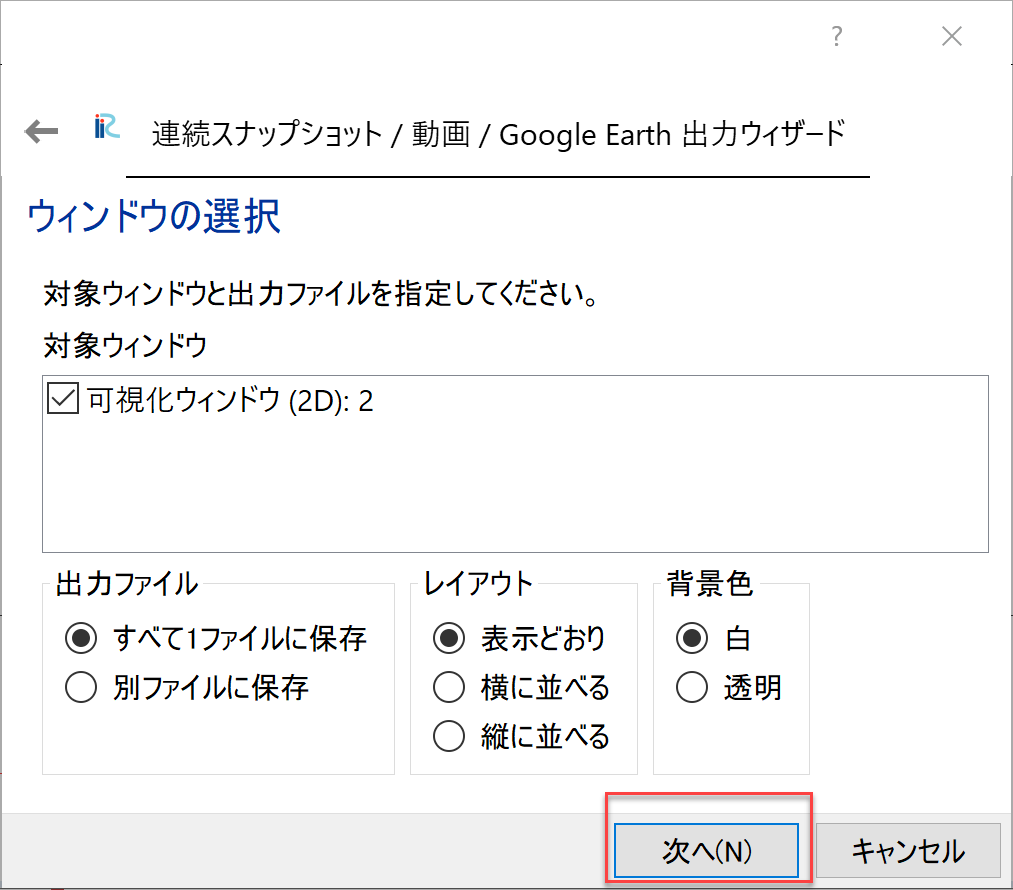 ?
iRIC
連続スナップショット / 動画 / Google Earth 出力ウィザード
ウィンドウの選択
対象ウィンドウと出力ファイルを指定してください。
対象ウィンドウ
可視化ウィンドウ (2D): 2
出力ファイル
すべて1ファイルに保存
別ファイルに保存
レイアウト
表示どおり
横に並べる
縦に並べる
背景色
白
透明
次へ(N)
キャンセル